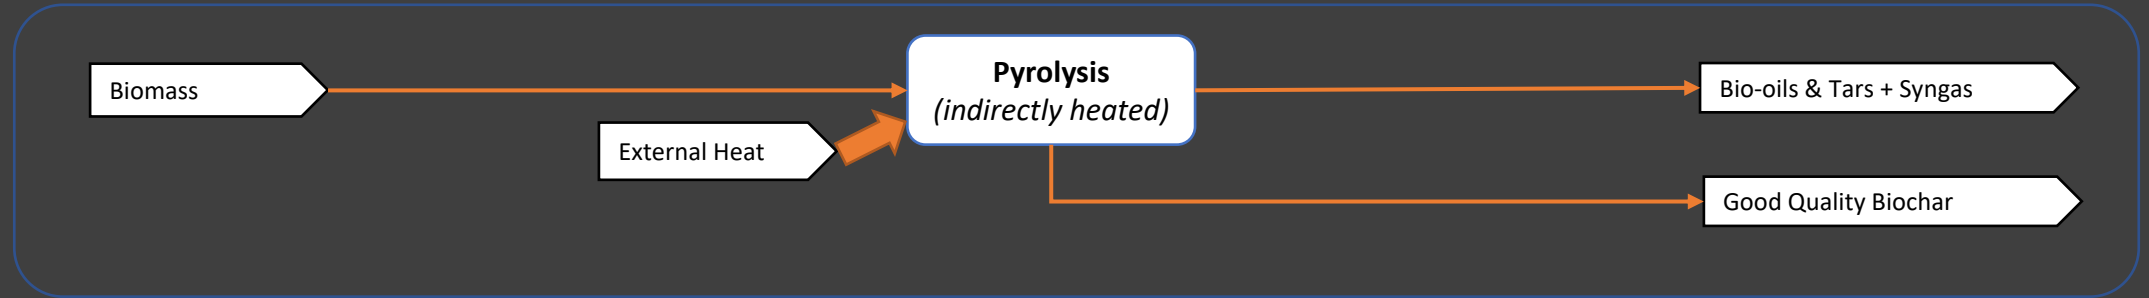 Biomass
External Heat
Pyrolysis
(indirectly heated)
Bio-oils & Tars + Syngas
Good Quality Biochar